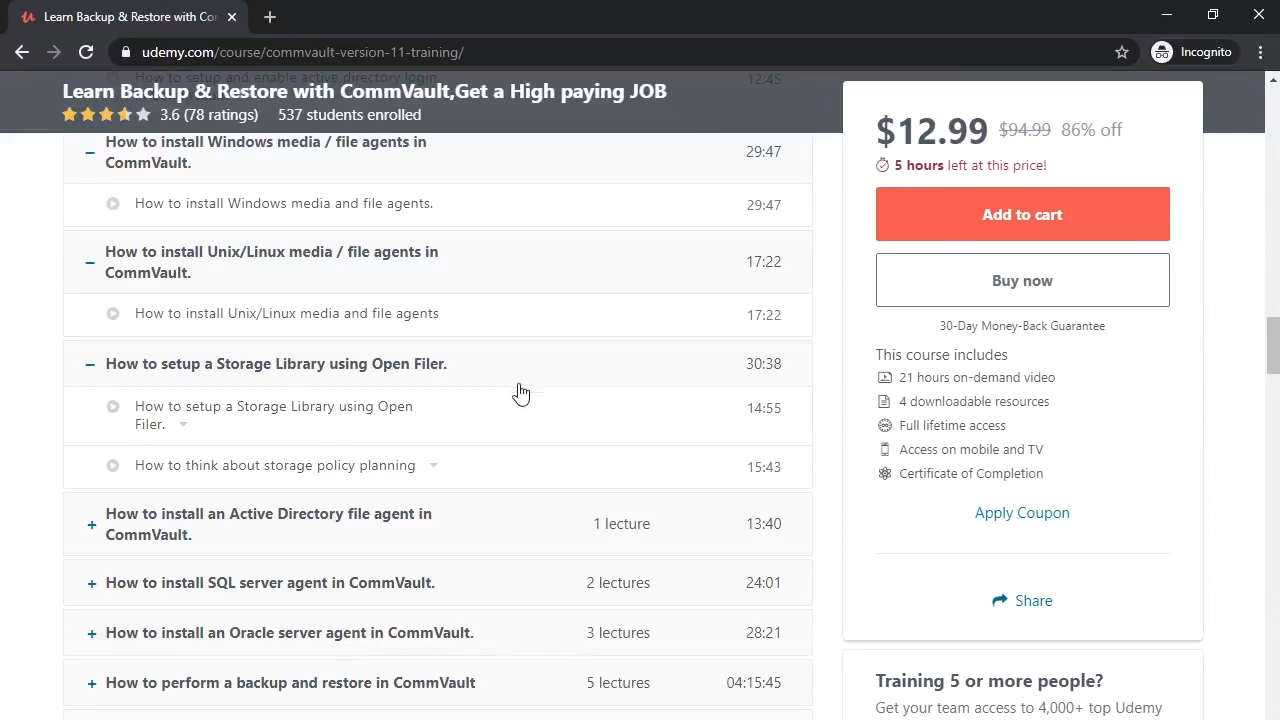 Learn Backup & Restore with Co
Incognito
udemy.com/course/commvault-version-11-training/
How to setup and enable active directory login
12:45
Learn Backup & Restore with CommVault,Get a High paying JOB
3.6 (78 ratings) 537 students enrolled
How to install Windows media / file agents in
CommVault.
29:47
How to install Windows media and file agents.
29:47
How to install Unix/Linux media / file agents in
CommVault.
17:22
How to install Unix/Linux media and file agents
17:22
How to setup a Storage Library using Open Filer.
30:38
How to setup a Storage Library using Open
Filer.
14:55
How to think about storage policy planning
15:43
How to install an Active Directory file agent in
CommVault.
1 lecture
13:40
How to install SQL server agent in CommVault.
2 lectures
24:01
How to install an Oracle server agent in CommVault.
3 lectures
28:21
How to perform a backup and restore in CommVault
5 lectures
04:15:45
$12.99 $94.99 86% off
5 hours left at this price!
Add to cart
Buy now
30-Day Money-Back Guarantee
This course includes
21 hours on-demand video
4 downloadable resources
Full lifetime access
Access on mobile and TV
Certificate of Completion
Apply Coupon
Share
Training 5 or more people?
Get your team access to 4,000+ top Udemy